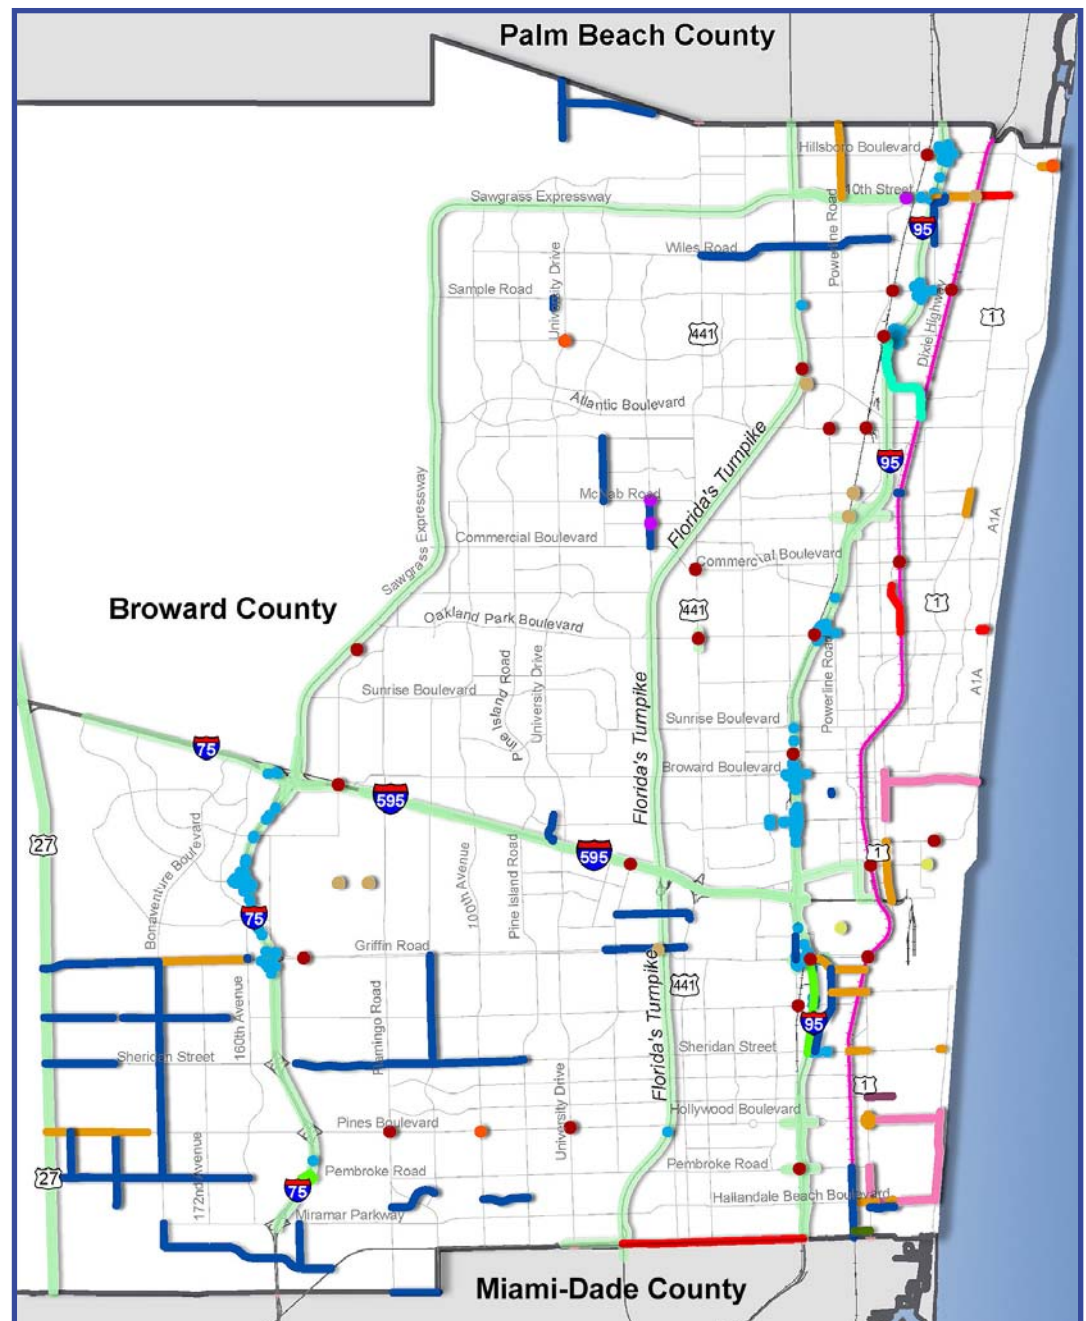 Palm Beach County
Hillsboro Boulevard
10th Street
Sawgrass Expressway
Powerline Road
95
Wiles Road
University Drive
Sample Road
Dixie Highway
1
441
Atlantic Boulevard
Florida's Turnpike
95
McNab Road
Sawgrass Expressway
A1A
Commercial Boulevard
Commercial Boulevard
Broward County
441
1
Oakland Park Boulevard
Pine Island Road
University Drive
Powerline Road
A1A
Sunrise Boulevard
Florida's Turnpike
Sunrise Boulevard
75
Broward Boulevard
595
27
Bonaventure Boulevard
100th Avenue
Pine Island Road
595
1
75
Griffin Road
Florida's Turnpike
441
160th Avenue
Flamingo Road
95
Sheridan Street
Sheridan Street
1
University Drive
Hollywood Boulevard
Pines Boulevard
172nd Avenue
Pembroke Road
Pembroke Road
27
75
Hallandale Beach Boulevard
Miramar Parkway
Miami-Dade County